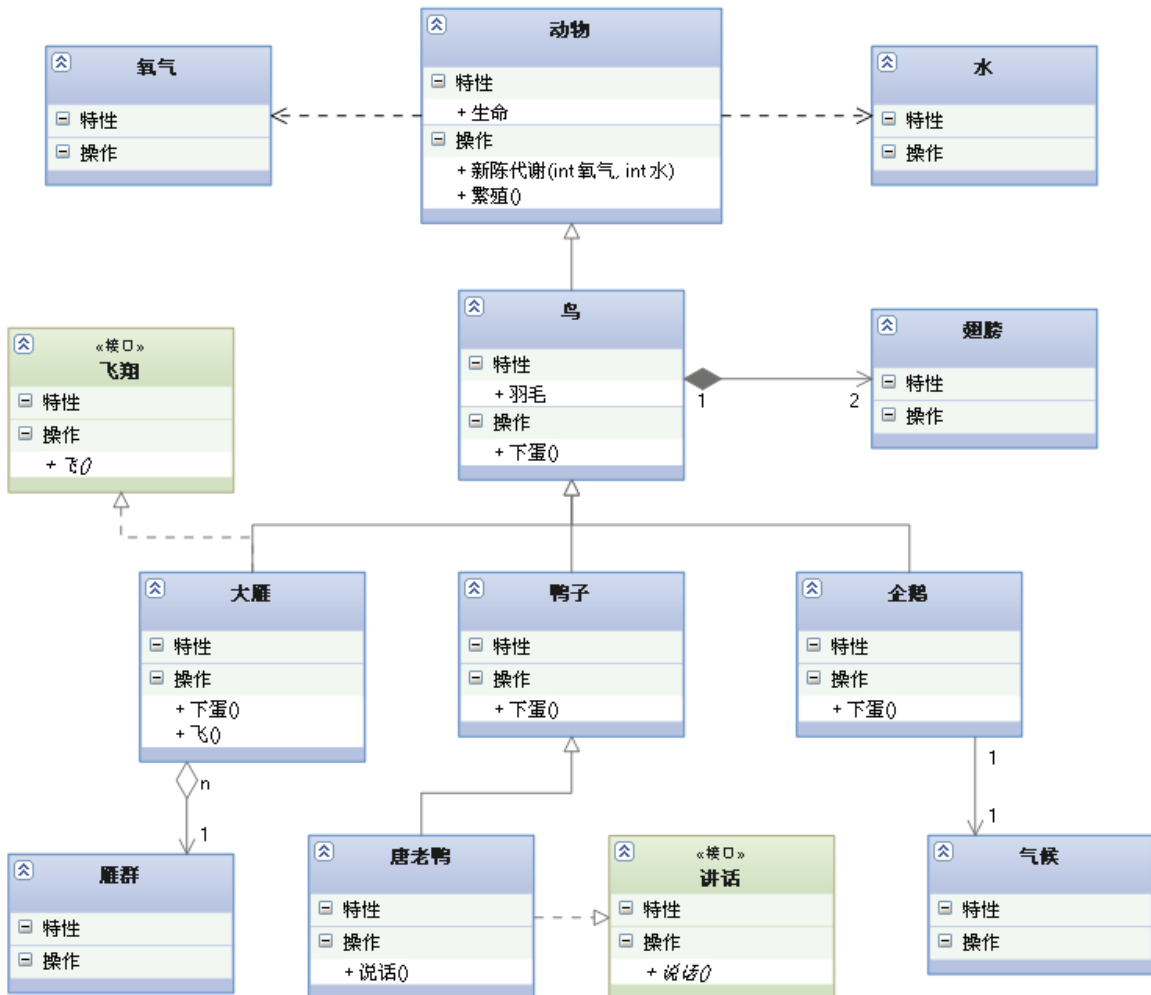 动物
特性
+ 生命
操作
+ 新陈代谢(int 氧气, int 水)
+ 繁殖()
氧气
特性
操作
水
特性
操作
鸟
特性
+ 羽毛
操作
+ 下蛋()
«接口»
飞翔
特性
操作
+ 飞()
翅膀
特性
操作
1
2
大雁
特性
操作
+ 下蛋()
+ 飞()
鸭子
特性
操作
+ 下蛋()
企鹅
特性
操作
+ 下蛋()
n
1
1
1
雁群
特性
操作
唐老鸭
特性
操作
+ 说话()
«接口»
讲话
特性
操作
+ 说话()
气候
特性
操作